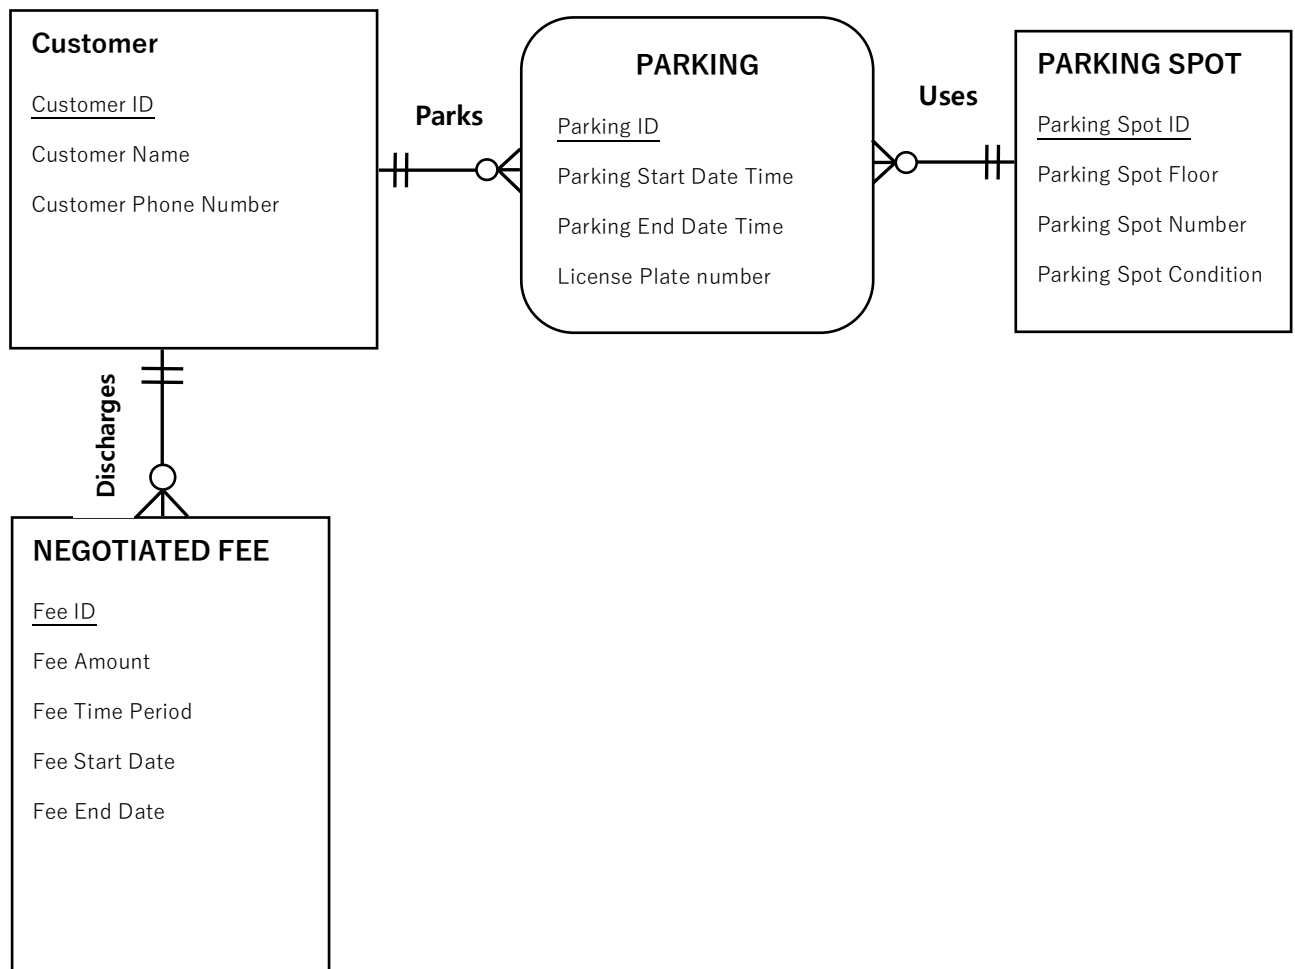 Customer
Customer ID
Customer Name
Customer Phone Number
Parks
PARKING
Parking ID
Parking Start Date Time
Parking End Date Time
License Plate number
Uses
PARKING SPOT
Parking Spot ID
Parking Spot Floor
Parking Spot Number
Parking Spot Condition
Discharges
NEGOTIATED FEE
Fee ID
Fee Amount
Fee Time Period
Fee Start Date
Fee End Date